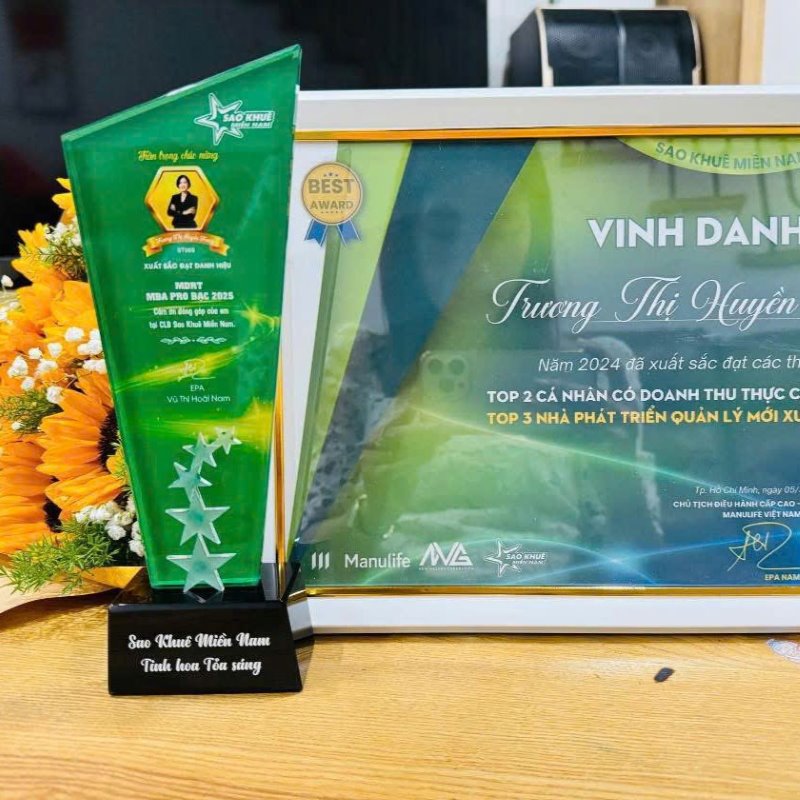 SAO KHUÊ
MIỀN NAM
Trân trọng chúc mừng
XUẤT SẮC ĐẠT DANH HIỆU
MDRT
MBA PRO BẠC 2025
Cảm ơn đóng góp của em
tại CLB Sao Khuê Miền Nam.
EPA
Vũ Thị Hoài Nam
Sao Khuê Miền Nam
Tinh hoa Tỏa sáng
BEST
AWARD
SAO KHUÊ MIỀN NAM
VINH DANH
Trương Thị Huyền
Năm 2024 đã xuất sắc đạt các th
TOP 2 CÁ NHÂN CÓ DOANH THU THỰC C
TOP 3 NHÀ PHÁT TRIỂN QUẢN LÝ MỚI XU
Tp. Hồ Chí Minh, ngày 05/
CHỦ TỊCH ĐIỀU HÀNH CẤP CAO -
MANULIFE VIỆT NAM
EPA NAM
Manulife
SAO KHUÊ
MIỀN NAM